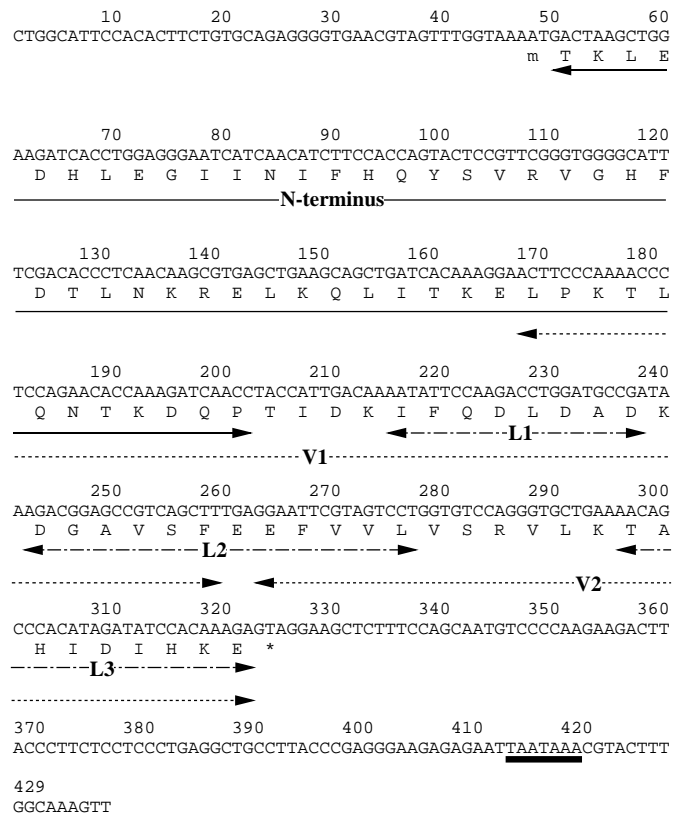 10 20 30 40 50 60
CTGGCATTCCACACTTCTGTGCAGAGGGGTGAACGTAGTTTGGTAAAATGACTAAGCTGG
m T K L E
70 80 90 100 110 120
AAGATCACCTGGAGGGAATCATCAACATCTTCCACCAGTACTCCGTTCGGGTGGGGCATT
D H L E G I I N I F H Q Y S V R V G H F
N-terminus
130 140 150 160 170 180
TCGACACCCTCAACAAGCGTGAGCTGAAGCAGCTGATCACAAAGGAACTTCCCAAAACCC
D T L N K R E L K Q L I T K E L P K T L
190 200 210 220 230 240
TCCAGAACACCAAAGATCAACCTACCATTGACAAAATATTCCAAGACCTGGATGCCGATA
Q N T K D Q P T I D K I F Q D L D A D K
L1
V1
250 260 270 280 290 300
AAGACGGAGCCGTCAGCTTTGAGGAATTCGTAGTCCTGGTGTCCAGGGTGCTGAAAACAG
D G A V S F E E F V V L V S R V L K T A
L2
V2
310 320 330 340 350 360
CCCACATAGATATCCACAAAGAGTAGGAAGCTCTTTCCAGCAATGTCCCCAAGAAGACTT
H I D I H K E *
L3
370 380 390 400 410 420
ACCCTTCTCCTCCCTGAGGCTGCCTTACCCGAGGGAAGAGAGAATTAATAAACGTACTTT
429
GGCAAAGTT